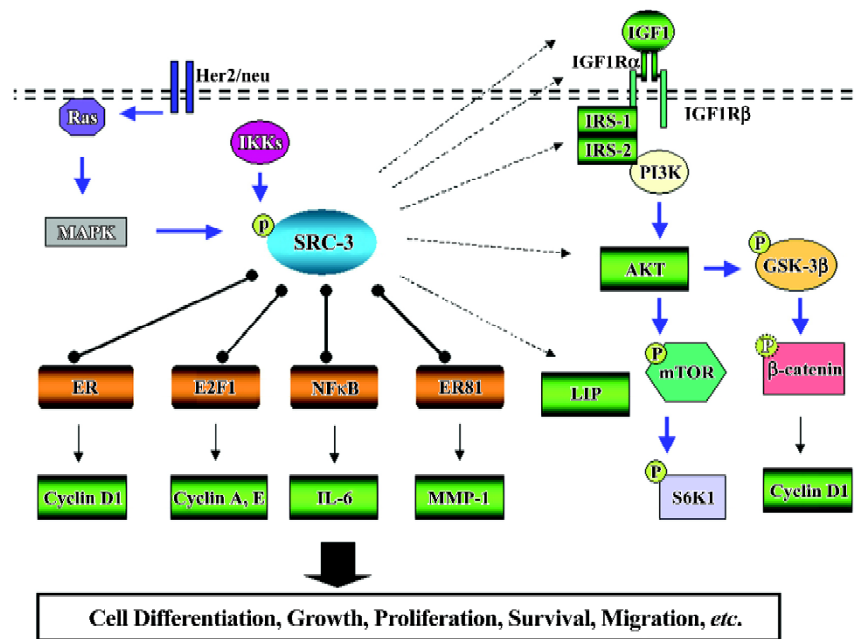 IGF1
IGF1Rα
Her2/neu
IGF1Rβ
Ras
IKKs
IRS-1
IRS-2
PI3K
P
MAPK
SRC-3
P
AKT
GSK-3β
P
P
ER
E2F1
NFκB
ER81
LIP
mTOR
β-catenin
P
Cyclin D1
Cyclin A, E
IL-6
MMP-1
S6K1
Cyclin D1
Cell Differentiation, Growth, Proliferation, Survival, Migration, etc.